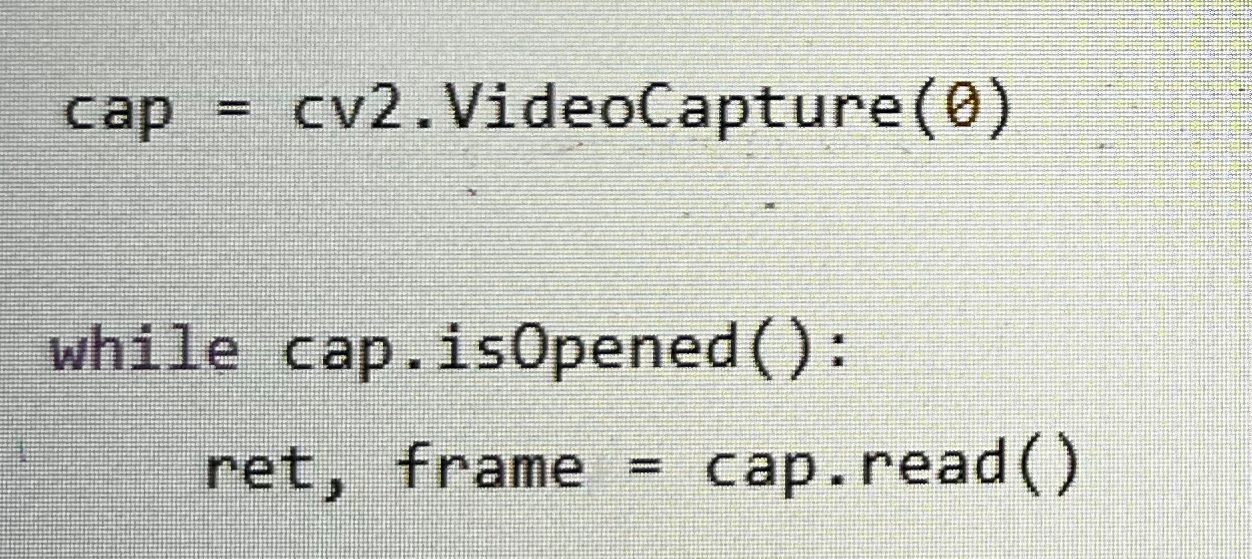 cap = cv2.VideoCapture(0)
while cap.isOpened():
    ret, frame = cap.read()